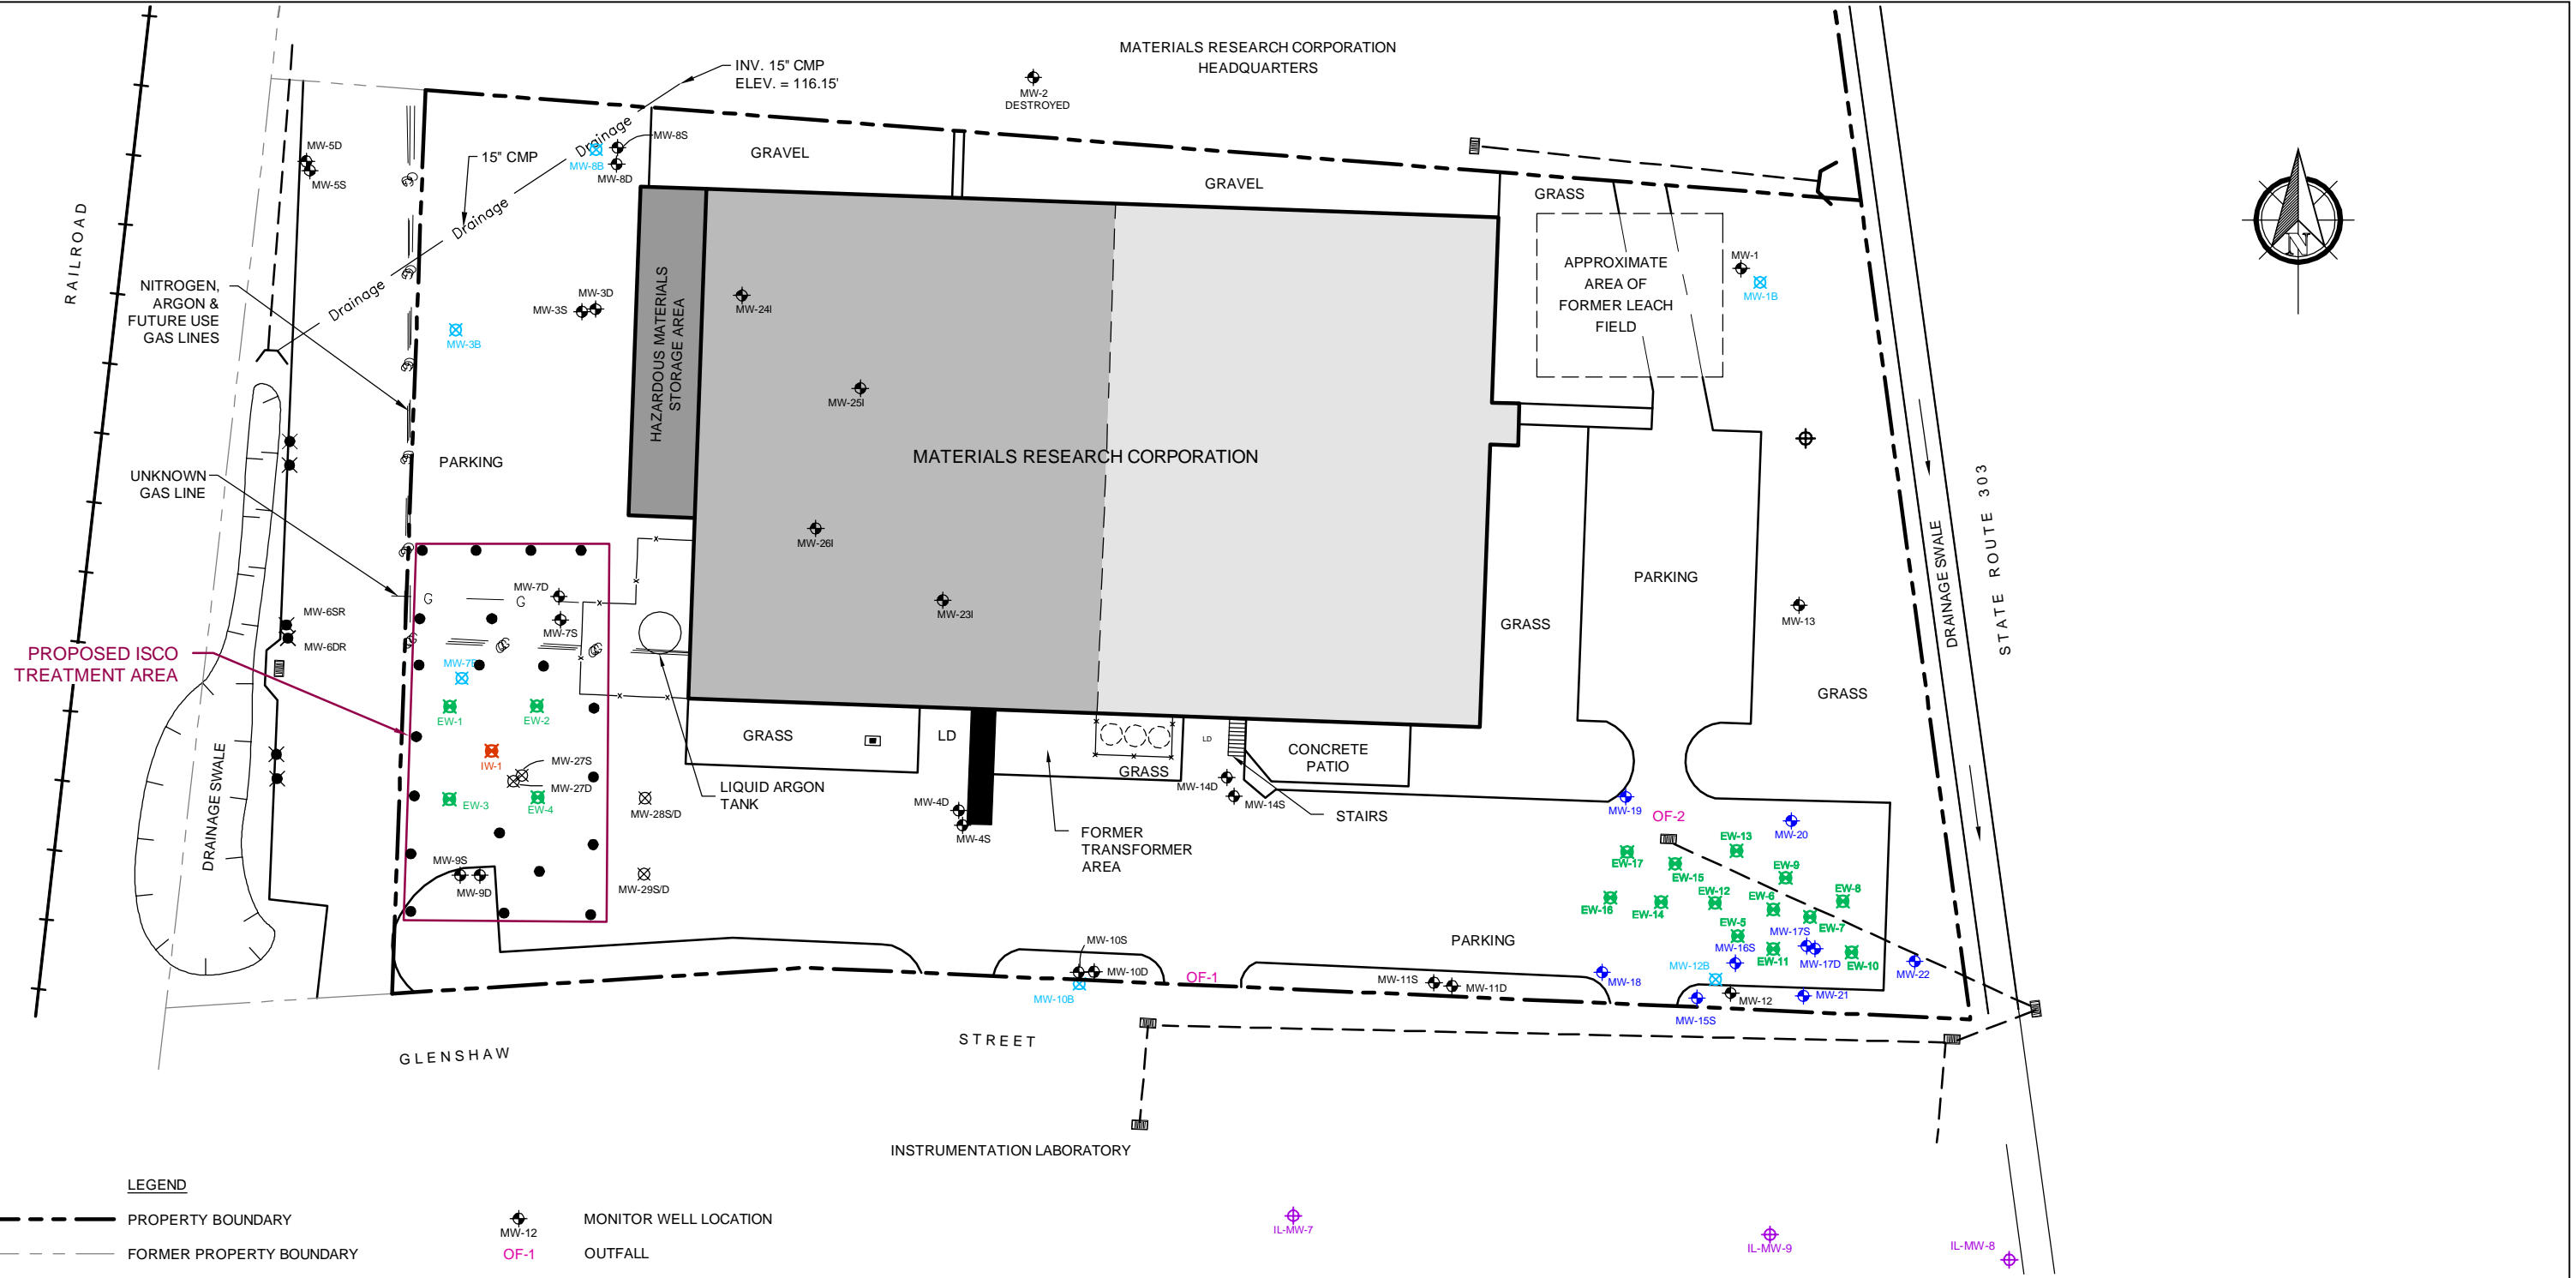 MATERIALS RESEARCH CORPORATION
HEADQUARTERS
INV. 15" CMP
ELEV. = 116.15'
MW-2
DESTROYED
Drainage
MW-8S
MW-8B
MW-8D
15" CMP
GRAVEL
GRAVEL
GRASS
MW-5D
MW-5S
Drainage
Drainage
RAILROAD
NITROGEN,
ARGON &
FUTURE USE
GAS LINES
MW-3D
MW-3S
MW-3B
HAZARDOUS MATERIALS
STORAGE AREA
MW-24I
MW-25I
MW-26I
MW-23I
MATERIALS RESEARCH CORPORATION
APPROXIMATE
AREA OF
FORMER LEACH
FIELD
MW-1
MW-1B
N
PARKING
UNKNOWN
GAS LINE
G
G
MW-7D
MW-7S
MW-6SR
MW-6DR
PROPOSED ISCO
TREATMENT AREA
EW-1
EW-2
IW-1
MW-27S
MW-27D
EW-3
EW-4
MW-28S/D
MW-29S/D
MW-9S
MW-9D
DRAINAGE SWALE
GRASS
LD
LIQUID ARGON
TANK
MW-4D
MW-4S
FORMER
TRANSFORMER
AREA
GRASS
LD
CONCRETE
PATIO
MW-14D
MW-14S
STAIRS
GRASS
PARKING
MW-13
GRASS
DRAINAGE SWALE
STATE ROUTE 303
MW-19
OF-2
MW-20
EW-13
EW-17
EW-15
EW-9
EW-12
EW-6
EW-8
EW-16
EW-14
EW-5
EW-7
MW-17S
MW-16S
EW-11
MW-17D
EW-10
MW-12B
MW-22
MW-18
MW-12
MW-21
MW-15S
PARKING
MW-10S
MW-10D
MW-10B
OF-1
MW-11S
MW-11D
GLENSHAW
STREET
INSTRUMENTATION LABORATORY
LEGEND
PROPERTY BOUNDARY
FORMER PROPERTY BOUNDARY
MW-12
MONITOR WELL LOCATION
OF-1
OUTFALL
IL-MW-7
IL-MW-9
IL-MW-8